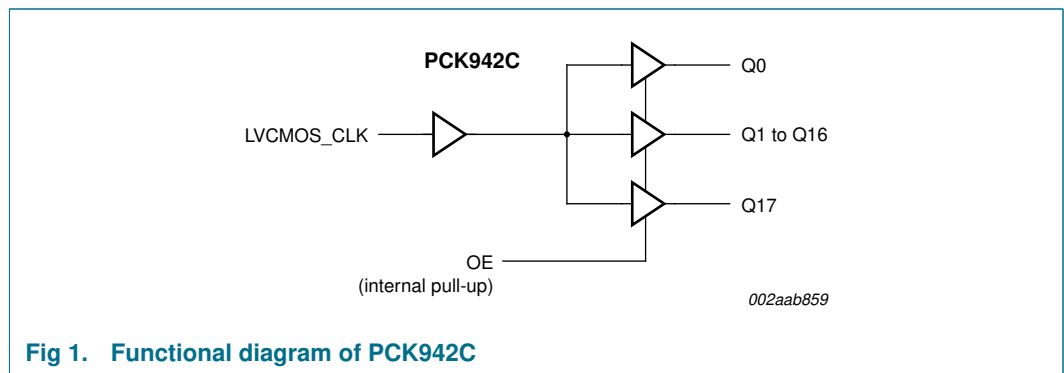 PCK942C
Q0
LVCMOS_CLK
Q1 to Q16
Q17
OE
(internal pull-up)
002aab859
Fig 1. Functional diagram of PCK942C